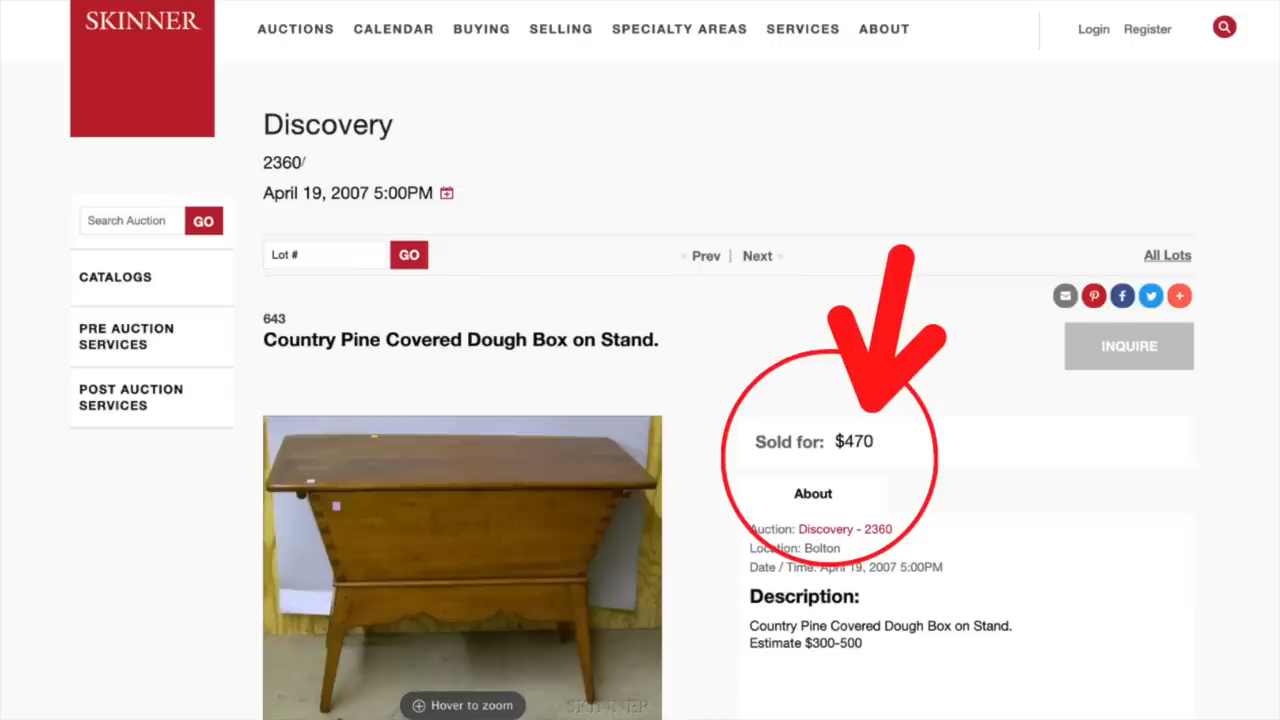 SKINNER
AUCTIONS CALENDAR BUYING SELLING SPECIALTY AREAS SERVICES ABOUT
Login Register
Discovery
2360/
April 19, 2007 5:00PM
Search Auction GO
CATALOGS
PRE AUCTION
SERVICES
POST AUCTION
SERVICES
Lot # GO
Prev | Next
All Lots
643
Country Pine Covered Dough Box on Stand.
INQUIRE
Hover to zoom
SKINNER
Sold for: $470
About
Auction: Discovery - 2360
Location: Bolton
Date / Time: April 19, 2007 5:00PM
Description:
Country Pine Covered Dough Box on Stand.
Estimate $300-500